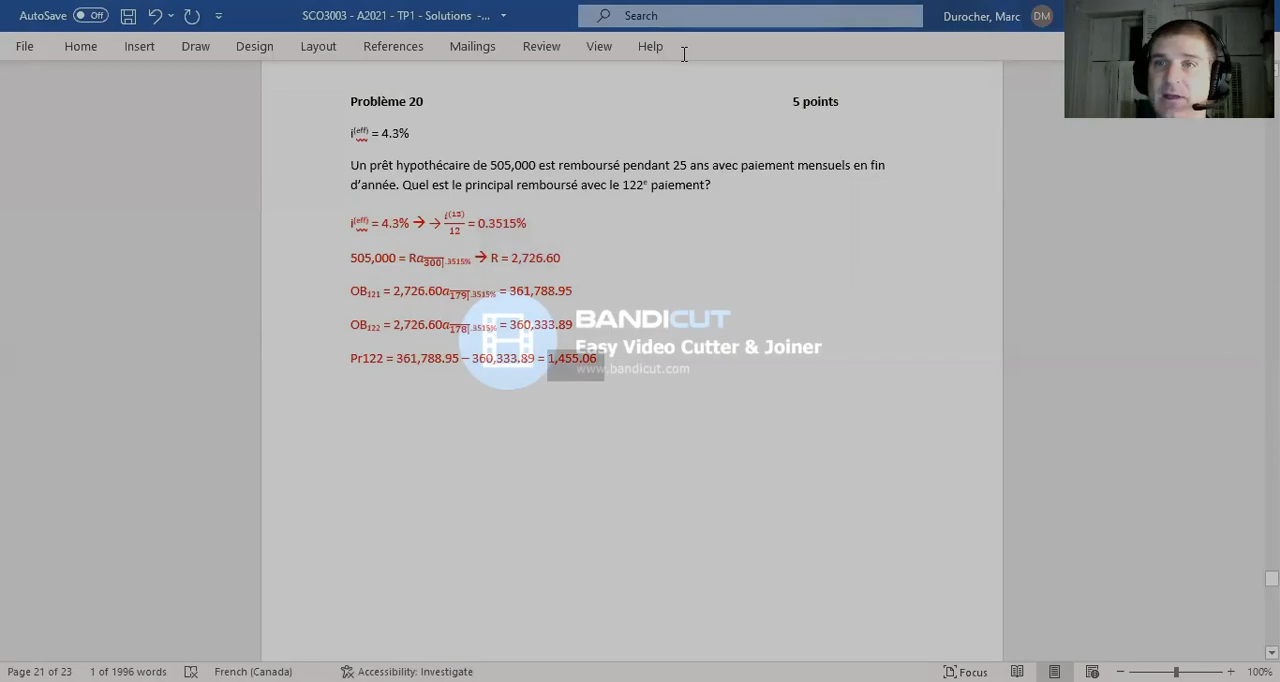 AutoSave Off SCO3003 - A2021 - TP1 - Solutions -... Search Durocher, Marc DM
File Home Insert Draw Design Layout References Mailings Review View Help
Problème 20 5 points
i(eff) = 4.3%
Un prêt hypothécaire de 505,000 est remboursé pendant 25 ans avec paiement mensuels en fin
d'année. Quel est le principal remboursé avec le 122e paiement?
i(eff) = 4.3% → → i(12)/12 = 0.3515%
505,000 = Ra300|.3515% → R = 2,726.60
OB121 = 2,726.60a179|.3515% = 361,788.95
OB122 = 2,726.60a178|.3515% = 360,333.89
Pr122 = 361,788.95 – 360,333.89 = 1,455.06
BANDICUT
Easy Video Cutter & Joiner
www.bandicut.com
Page 21 of 23 1 of 1996 words French (Canada) Accessibility: Investigate Focus 100%